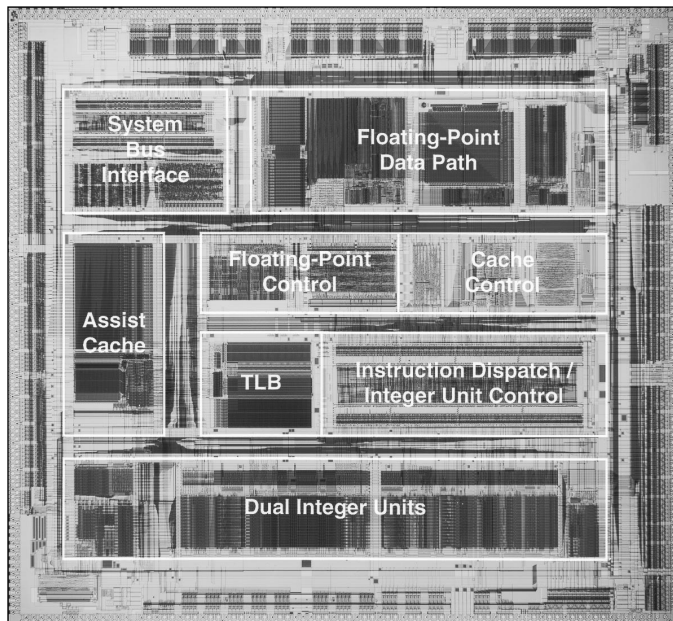 System
Bus
Interface
Floating-Point
Data Path
Floating-Point
Control
Cache
Control
Assist
Cache
TLB
Instruction Dispatch /
Integer Unit Control
Dual Integer Units